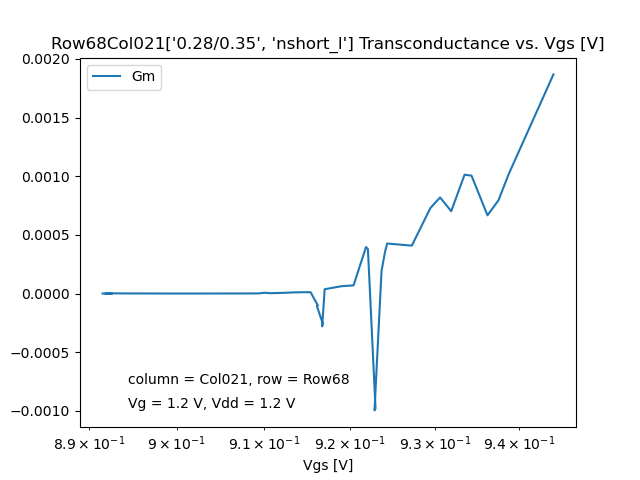 Row68Col021['0.28/0.35', 'nshort_l'] Transconductance vs. Vgs [V]
Gm
0.0020
0.0015
0.0010
0.0005
0.0000
−0.0005
−0.0010
column = Col021, row = Row68
Vg = 1.2 V, Vdd = 1.2 V
8.9 × 10⁻¹ 9 × 10⁻¹ 9.1 × 10⁻¹ 9.2 × 10⁻¹ 9.3 × 10⁻¹ 9.4 × 10⁻¹
Vgs [V]